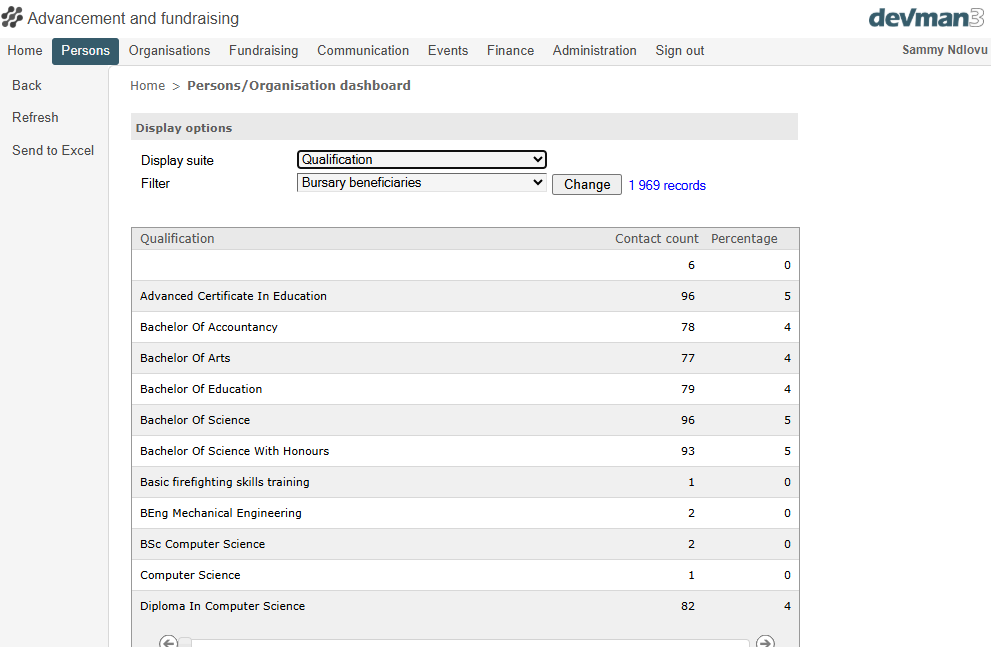 Advancement and fundraising
devman3
Home Persons Organisations Fundraising Communication Events Finance Administration Sign out Sammy Ndlovu
Back
Refresh
Send to Excel
Home > Persons/Organisation dashboard
Display options
Display suite Qualification
Filter Bursary beneficiaries Change 1 969 records
Qualification Contact count Percentage
6 0
Advanced Certificate In Education 96 5
Bachelor Of Accountancy 78 4
Bachelor Of Arts 77 4
Bachelor Of Education 79 4
Bachelor Of Science 96 5
Bachelor Of Science With Honours 93 5
Basic firefighting skills training 1 0
BEng Mechanical Engineering 2 0
BSc Computer Science 2 0
Computer Science 1 0
Diploma In Computer Science 82 4